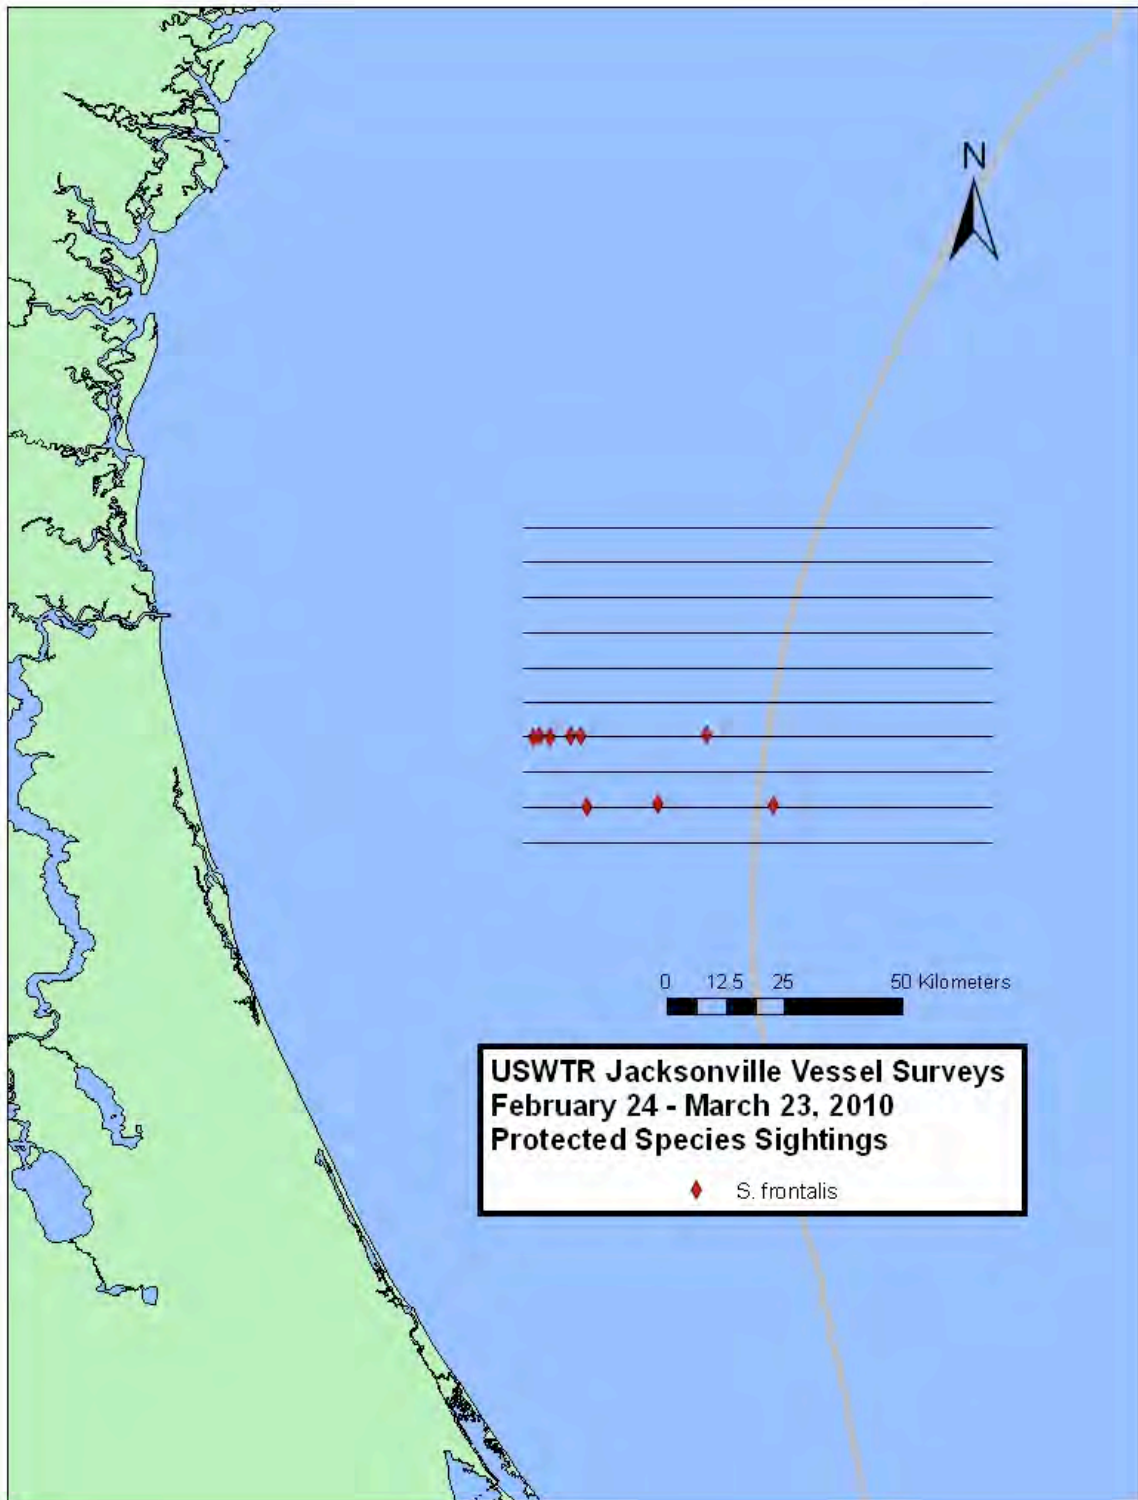 N
0 12.5 25 50 Kilometers
USWTR Jacksonville Vessel Surveys
February 24 - March 23, 2010
Protected Species Sightings
S. frontalis